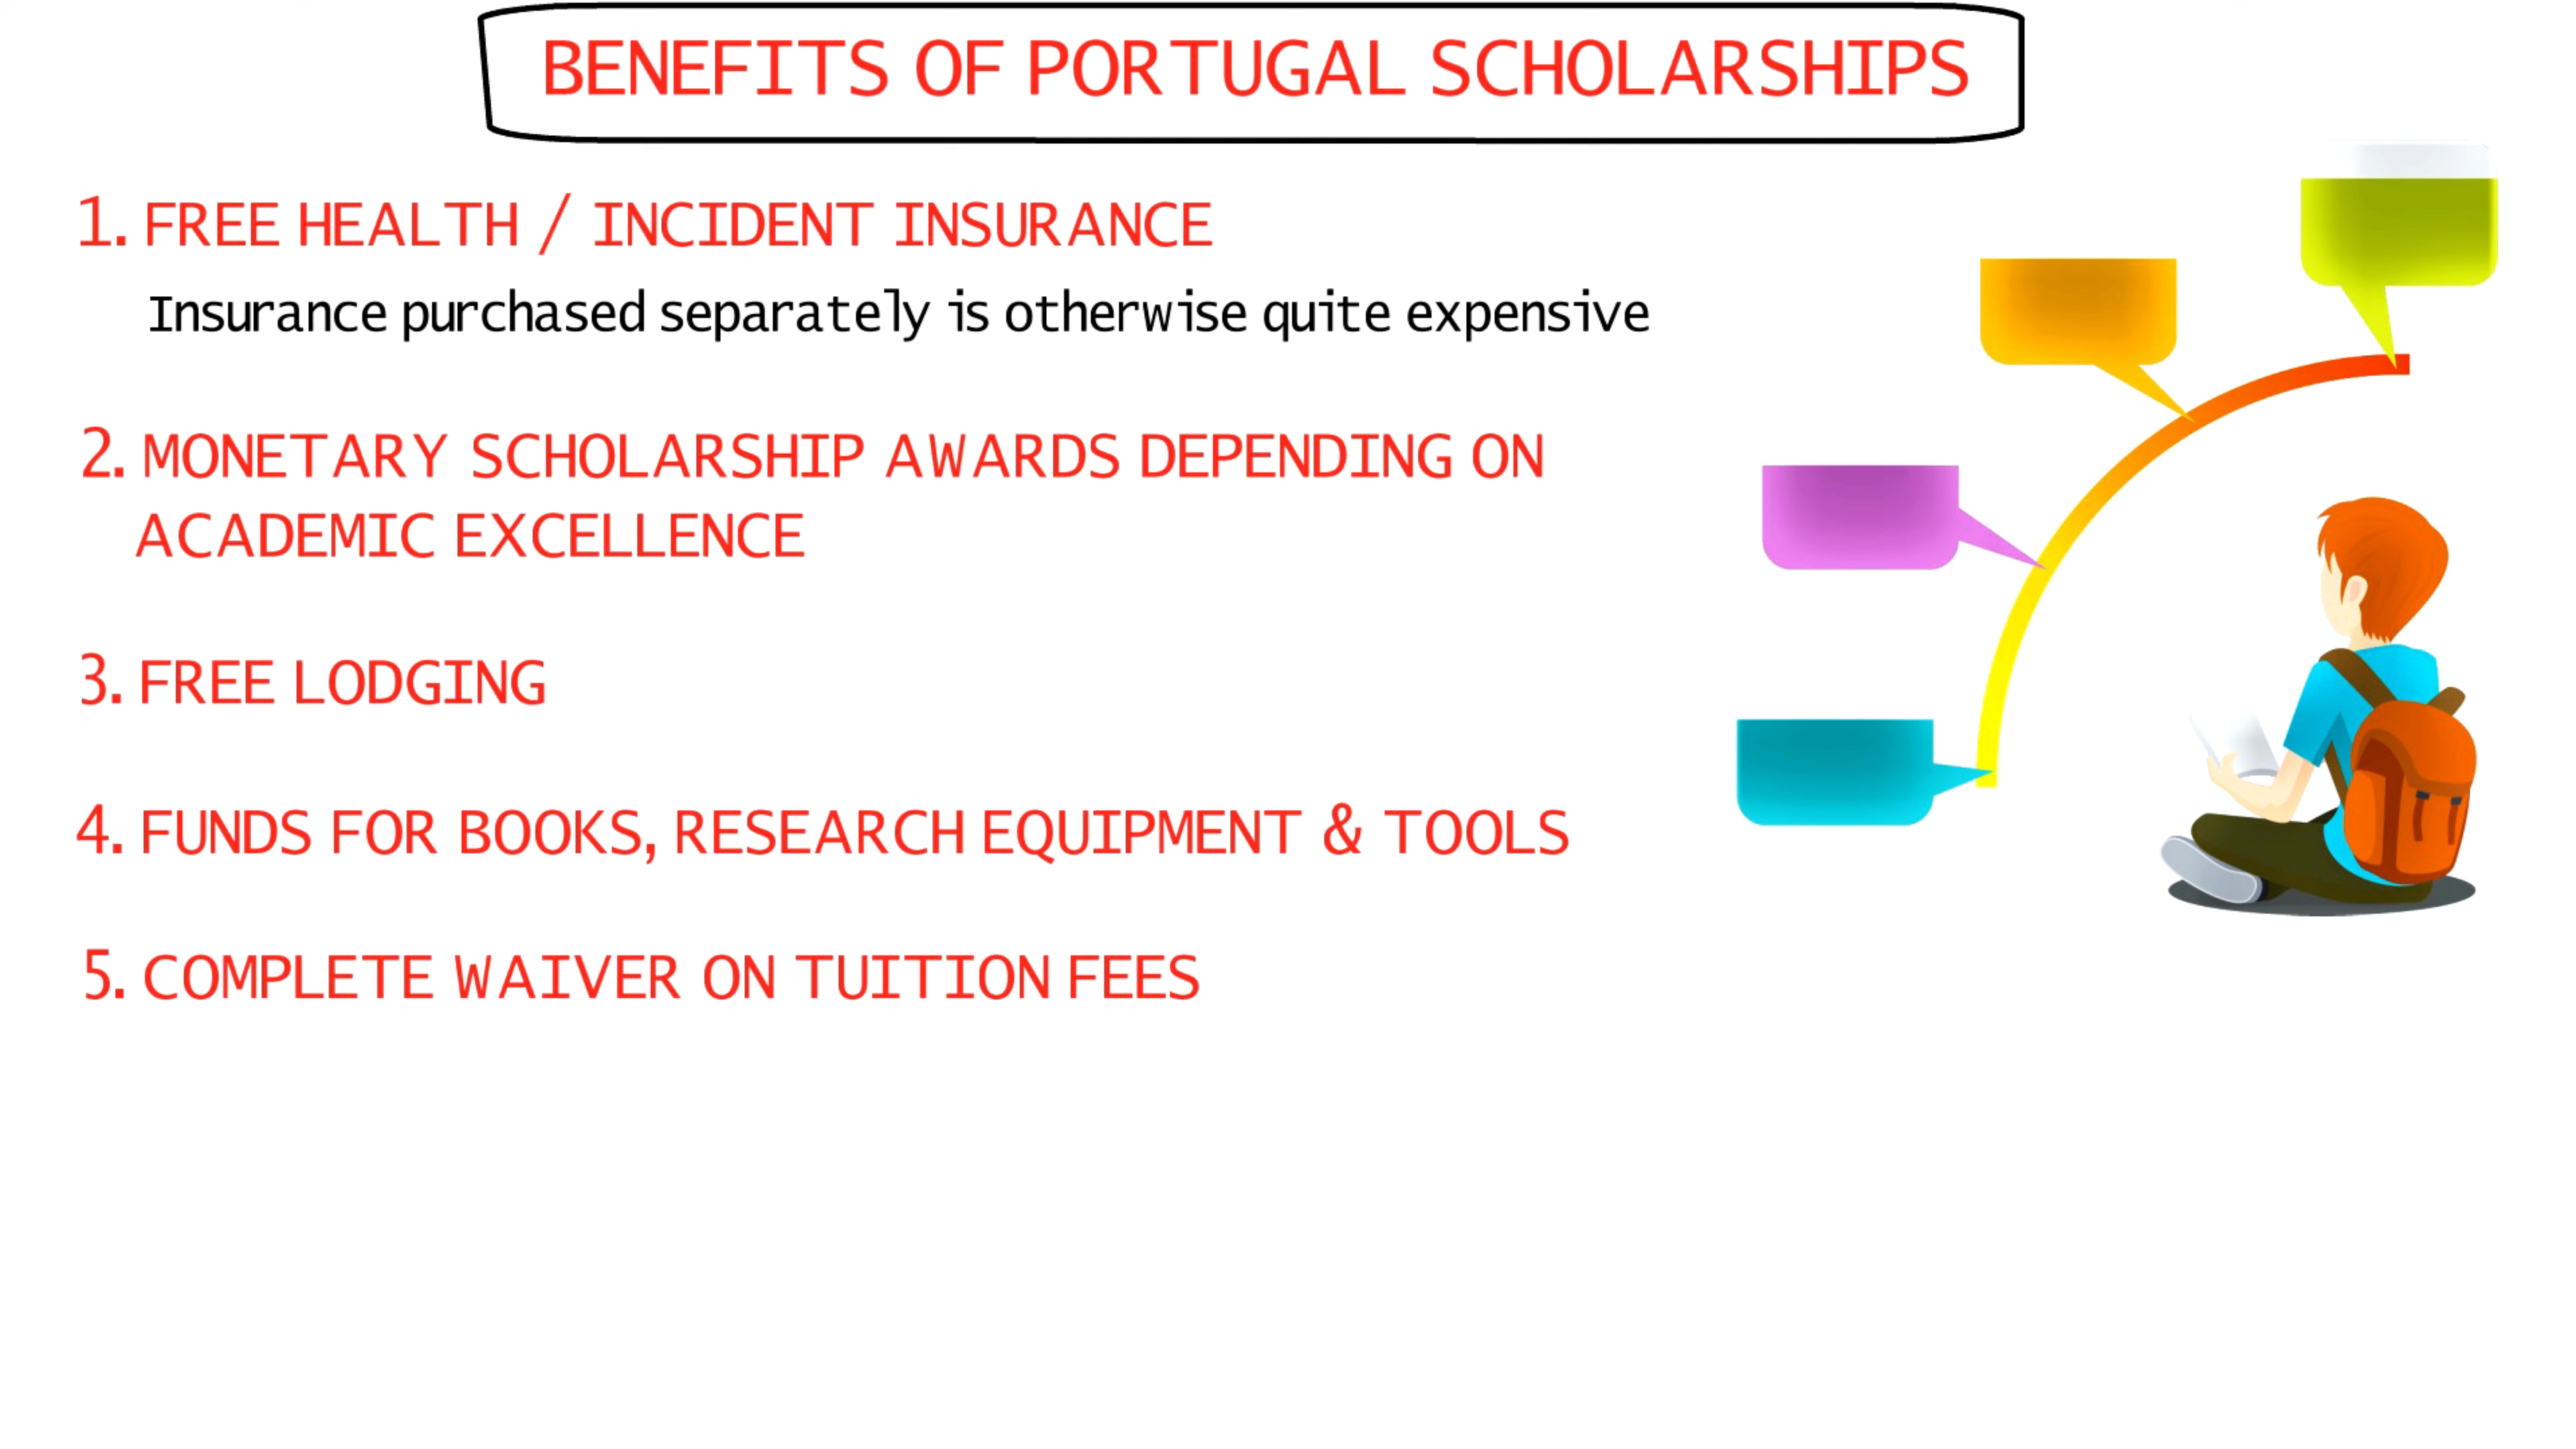 BENEFITS OF PORTUGAL SCHOLARSHIPS
1. FREE HEALTH / INCIDENT INSURANCE
Insurance purchased separately is otherwise quite expensive
2. MONETARY SCHOLARSHIP AWARDS DEPENDING ON
ACADEMIC EXCELLENCE
3. FREE LODGING
4. FUNDS FOR BOOKS, RESEARCH EQUIPMENT & TOOLS
5. COMPLETE WAIVER ON TUITION FEES